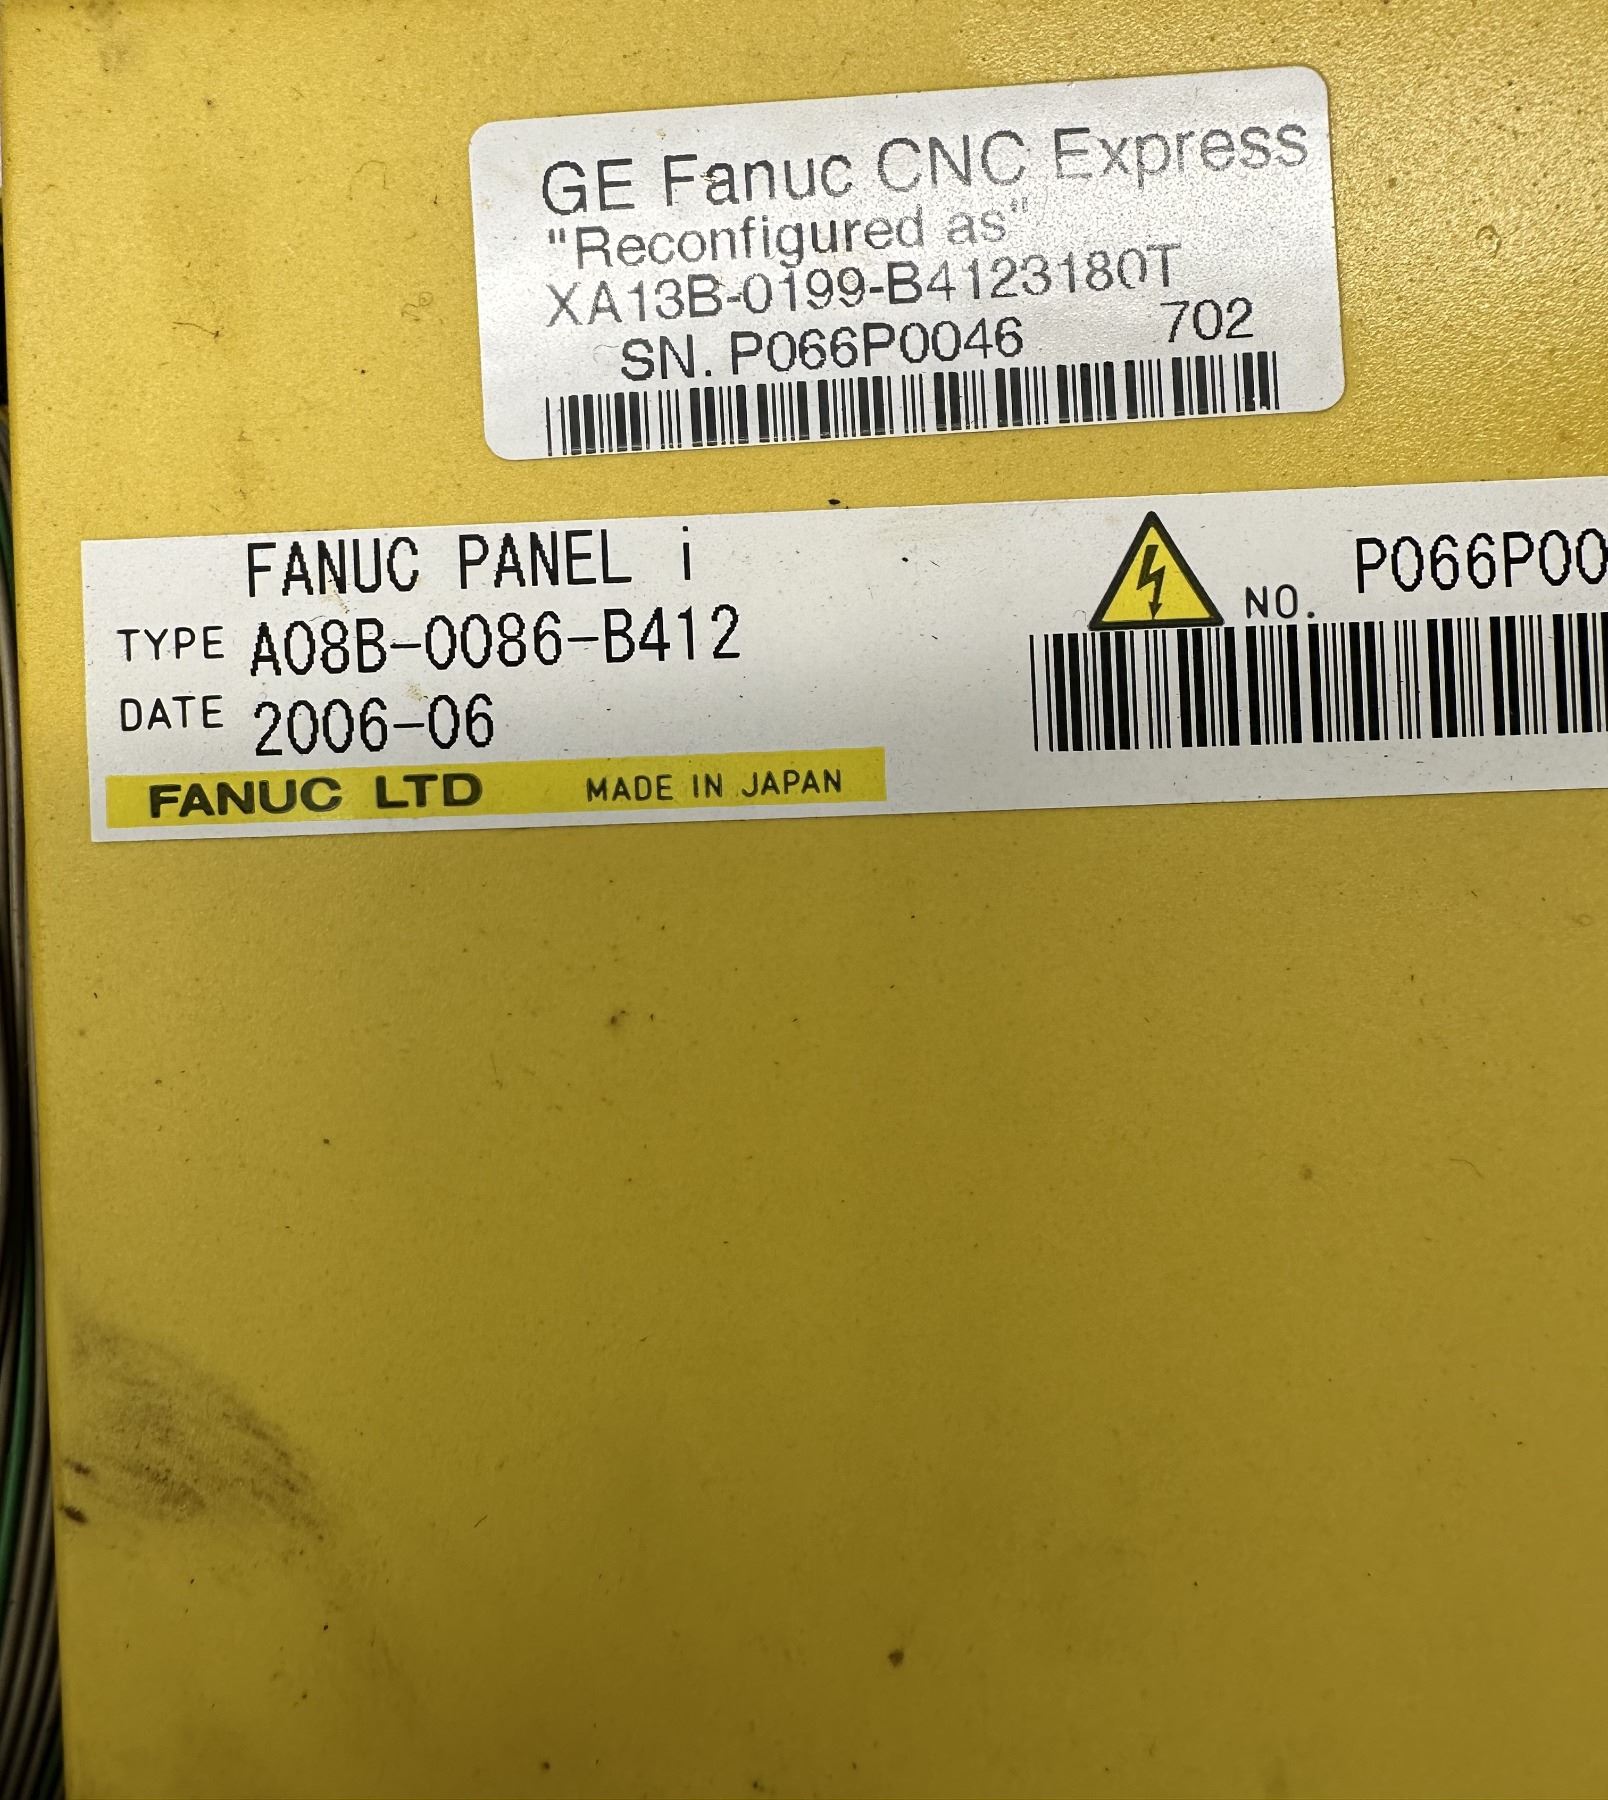 GE Fanuc CNC Express
"Reconfigured as"
XA13B-0199-B4123180T
SN. P066P0046 702
FANUC PANEL i
TYPE A08B-0086-B412
DATE 2006-06
FANUC LTD MADE IN JAPAN
NO. P066P00